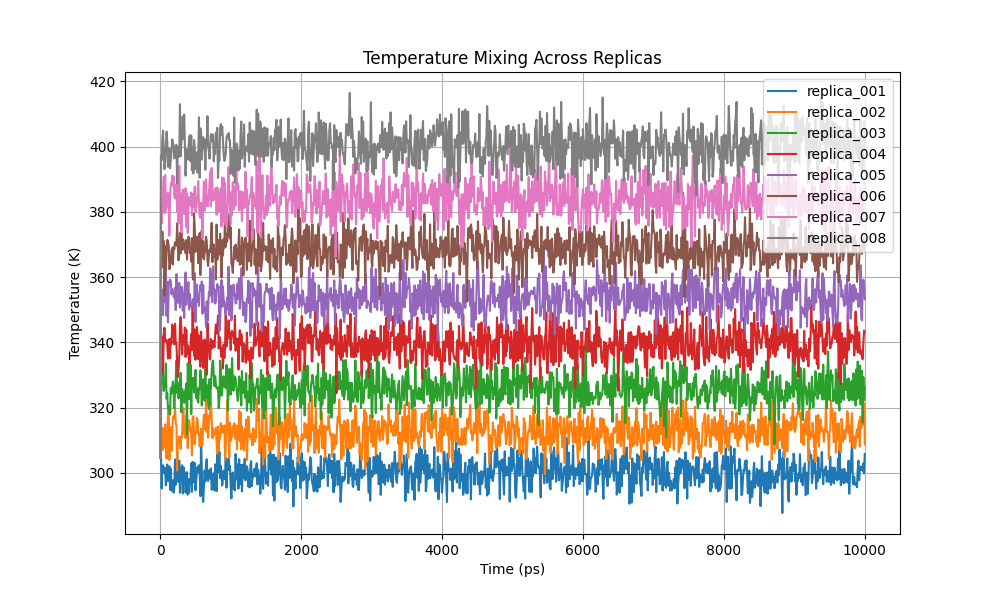 Temperature Mixing Across Replicas
420
400
380
360
340
320
300
Temperature (K)
replica_001
replica_002
replica_003
replica_004
replica_005
replica_006
replica_007
replica_008
0
2000
4000
6000
8000
10000
Time (ps)